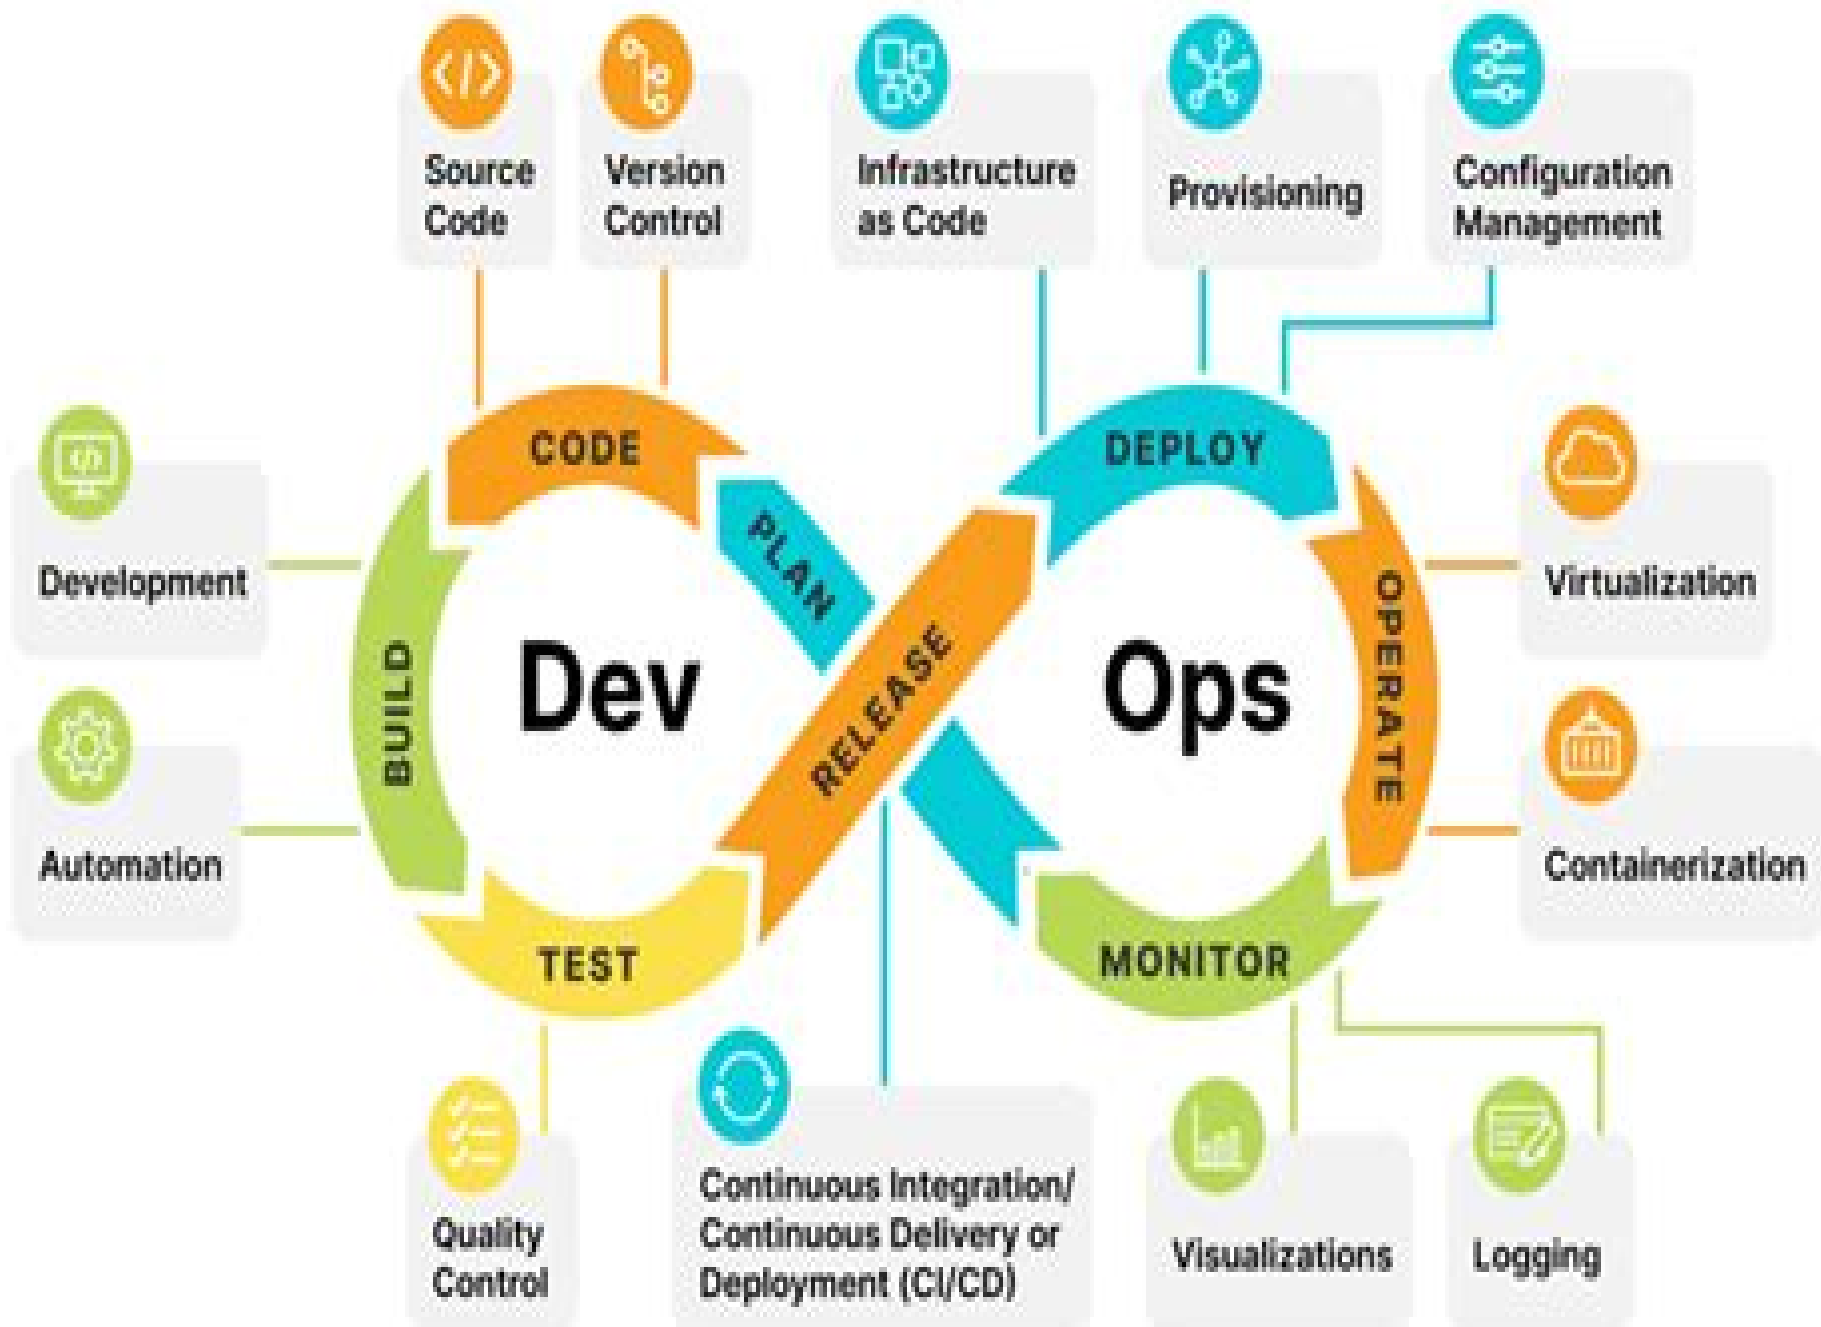 Source
Code
Version
Control
Infrastructure
as Code
Provisioning
Configuration
Management
CODE
DEPLOY
PLAN
Development
Virtualization
OPERATE
BUILD
Dev
RELEASE
Ops
Automation
Containerization
TEST
MONITOR
Quality
Control
Continuous Integration/
Continuous Delivery or
Deployment (CI/CD)
Visualizations
Logging